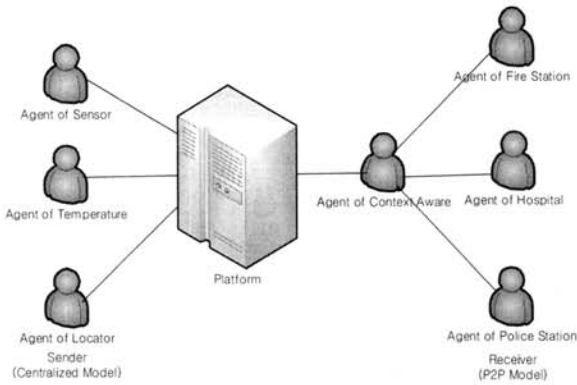 Agent of Fire Station
Agent of Sensor
Agent of Temperature
Agent of Context Aware
Agent of Hospital
Platform
Agent of Locator
Agent of Police Station
Sender
(Centralized Model)
Receiver
(P2P Model)